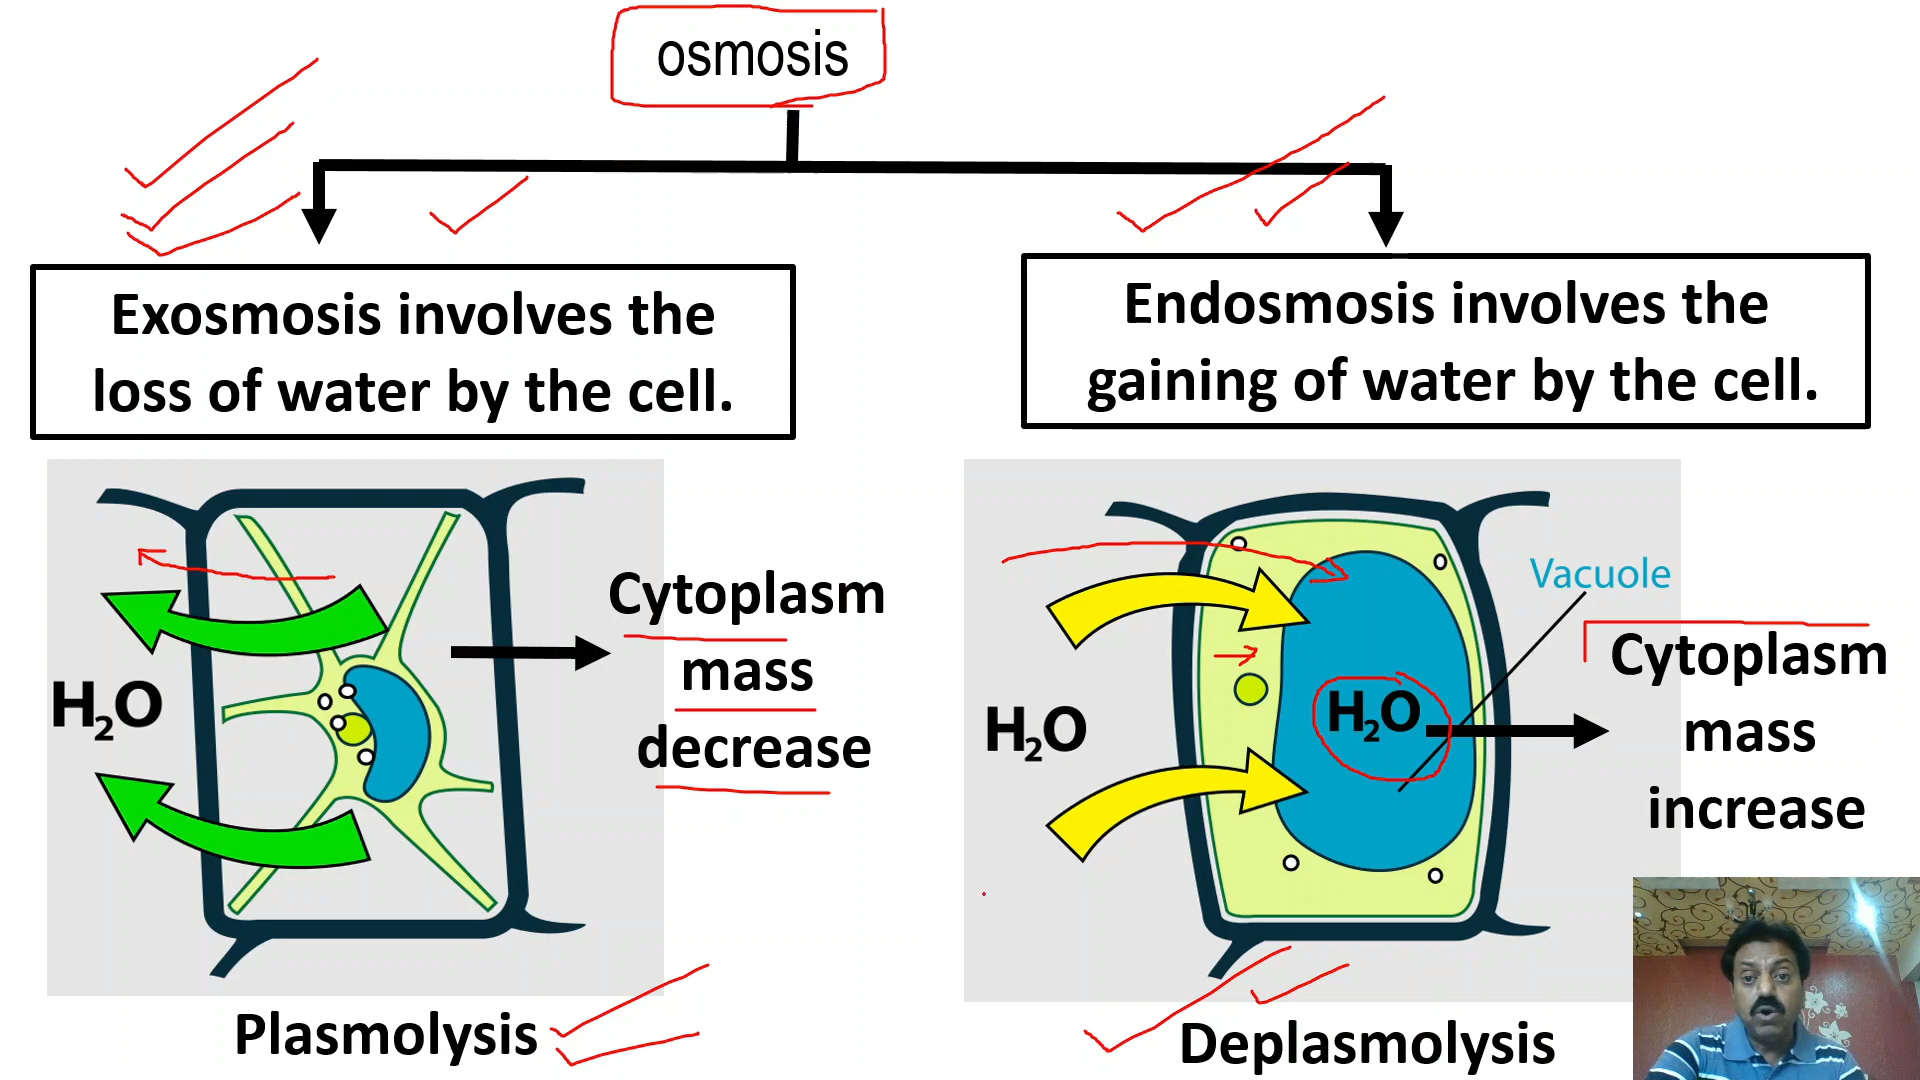 osmosis
Exosmosis involves the
loss of water by the cell.
Endosmosis involves the
gaining of water by the cell.
H₂O
Cytoplasm
mass
decrease
H₂O
H₂O
Vacuole
Cytoplasm
mass
increase
Plasmolysis
Deplasmolysis